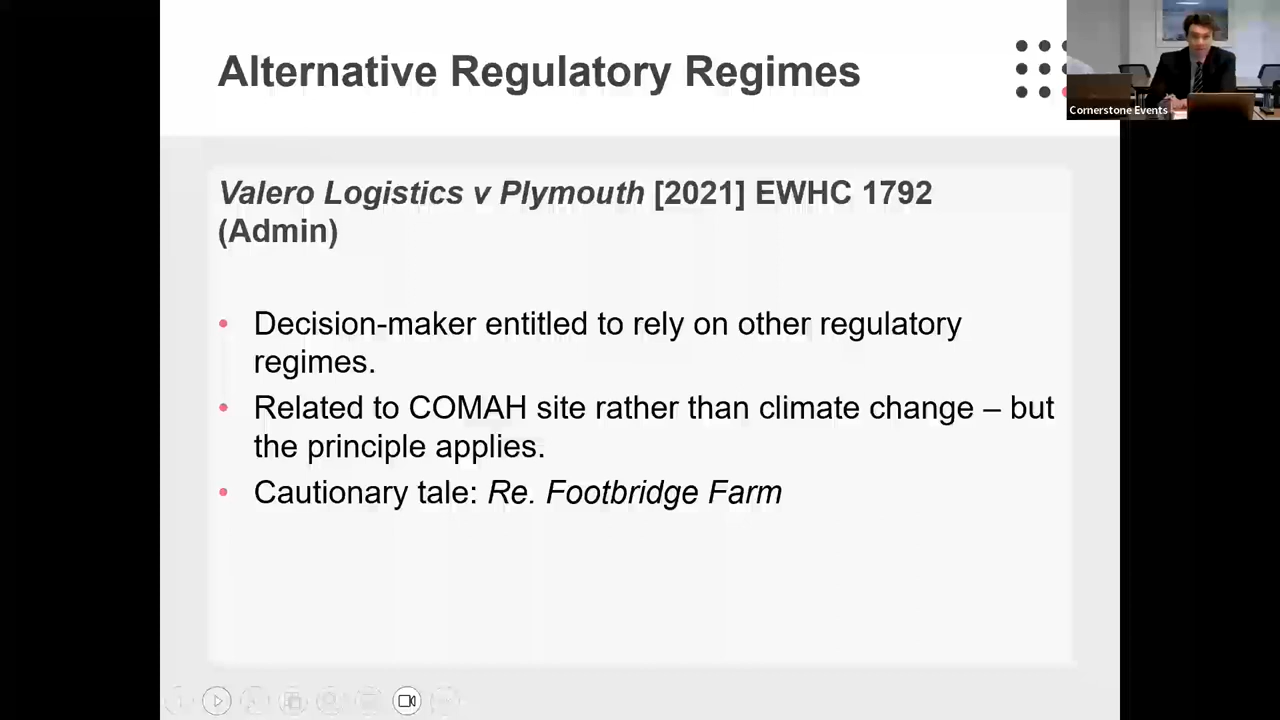 Alternative Regulatory Regimes
Cornerstone Events
Valero Logistics v Plymouth [2021] EWHC 1792
(Admin)
• Decision-maker entitled to rely on other regulatory
regimes.
• Related to COMAH site rather than climate change – but
the principle applies.
• Cautionary tale: Re. Footbridge Farm